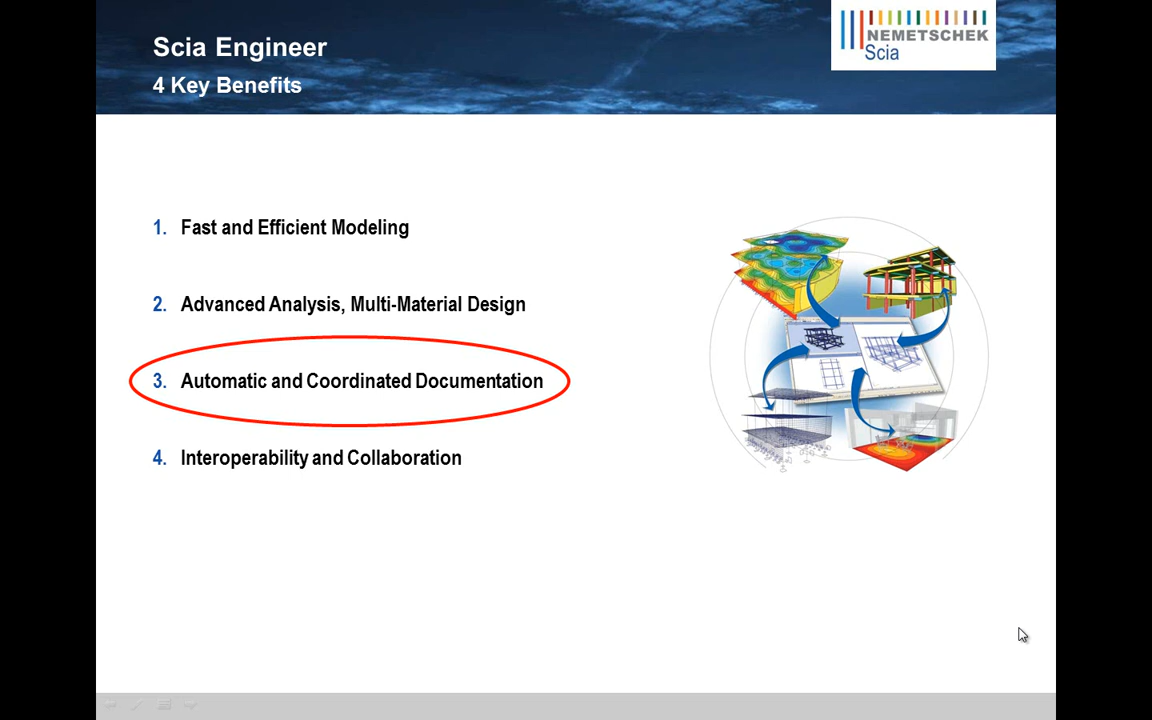 Scia Engineer
4 Key Benefits
NEMETSCHEK
Scia
1. Fast and Efficient Modeling
2. Advanced Analysis, Multi-Material Design
3. Automatic and Coordinated Documentation
4. Interoperability and Collaboration